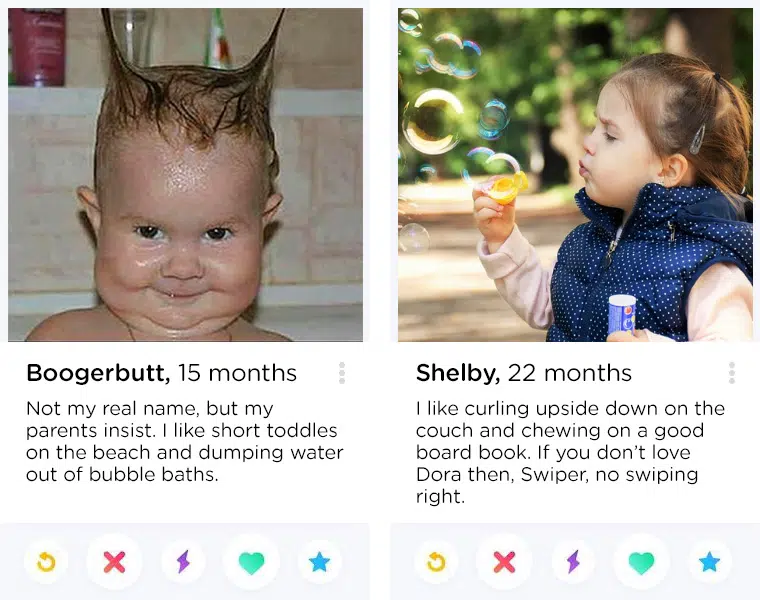 Boogerbutt, 15 months
Not my real name, but my
parents insist. I like short toddles
on the beach and dumping water
out of bubble baths.
Shelby, 22 months
I like curling upside down on the
couch and chewing on a good
board book. If you don’t love
Dora then, Swiper, no swiping
right.